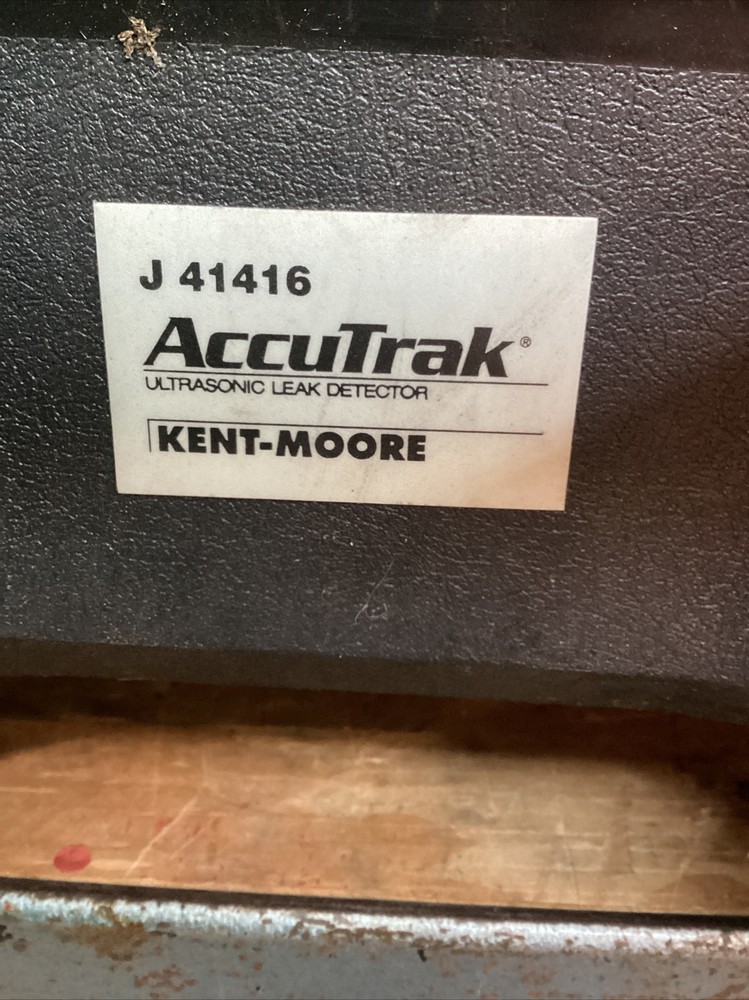 J 41416
AccuTrak®
ULTRASONIC LEAK DETECTOR
KENT-MOORE